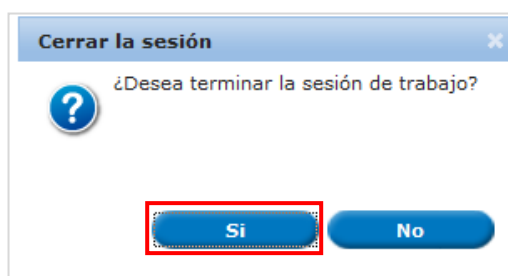 Cerrar la sesión
¿Desea terminar la sesión de trabajo?
Si
No